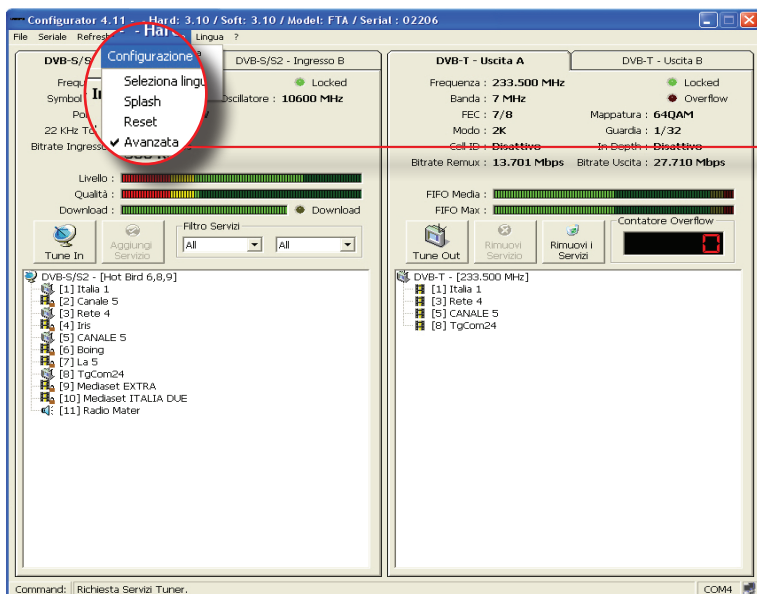 Configurator 4.11 - - Hard: 3.10 / Soft: 3.10 / Model: FTA / Serial : 02206
- Hard
File Seriale Refresh Lingua ?
Configurazione
Seleziona lingu
Splash
Reset
✔ Avanzata
DVB-S/S
DVB-S/S2 - Ingresso B
Locked
Symbol
Oscillatore : 10600 MHz
22 KHz
Bitrate Ingresso
Livello :
Qualità :
Download :
Download
Tune In
Aggiungi Servizio
Filtro Servizi
All
All
DVB-S/S2 - [Hot Bird 6,8,9]
[1] Italia 1
[2] Canale 5
[3] Rete 4
[4] Iris
[5] CANALE 5
[6] Boing
[7] La 5
[8] TgCom24
[9] Mediaset EXTRA
[10] Mediaset ITALIA DUE
[11] Radio Mater
DVB-T - Uscita A
DVB-T - Uscita B
Frequenza : 233.500 MHz
Locked
Banda : 7 MHz
Overflow
FEC : 7/8
Mappatura : 64QAM
Modo : 2K
Guardia : 1/32
Cell ID : Disattivo
In Depth : Disattivo
Bitrate Remux : 13.701 Mbps
Bitrate Uscita : 27.710 Mbps
FIFO Media :
FIFO Max :
Tune Out
Rimuovi Servizio
Rimuovi i Servizi
Contatore Overflow
0
DVB-T - [233.500 MHz]
[1] Italia 1
[3] Rete 4
[5] CANALE 5
[8] TgCom24
Command: Richiesta Servizi Tuner.
COM4